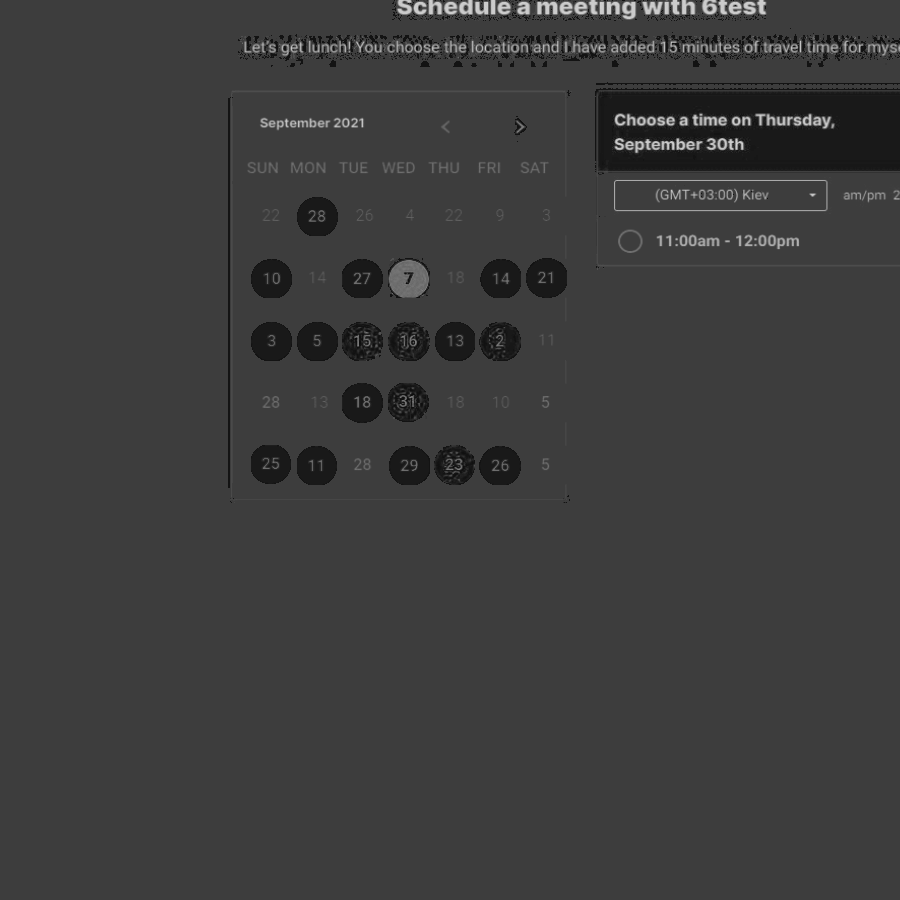 Schedule a meeting with 6test
Let's get lunch! You choose the location and I have added 15 minutes of travel time for myse
September 2021
SUN MON TUE WED THU FRI SAT
22 28 26 4 22 9 3
10 14 27 7 18 14 21
3 5 15 16 13 2 11
28 13 18 31 18 10 5
25 11 28 29 23 26 5
Choose a time on Thursday,
September 30th
(GMT+03:00) Kiev
am/pm 2
11:00am - 12:00pm